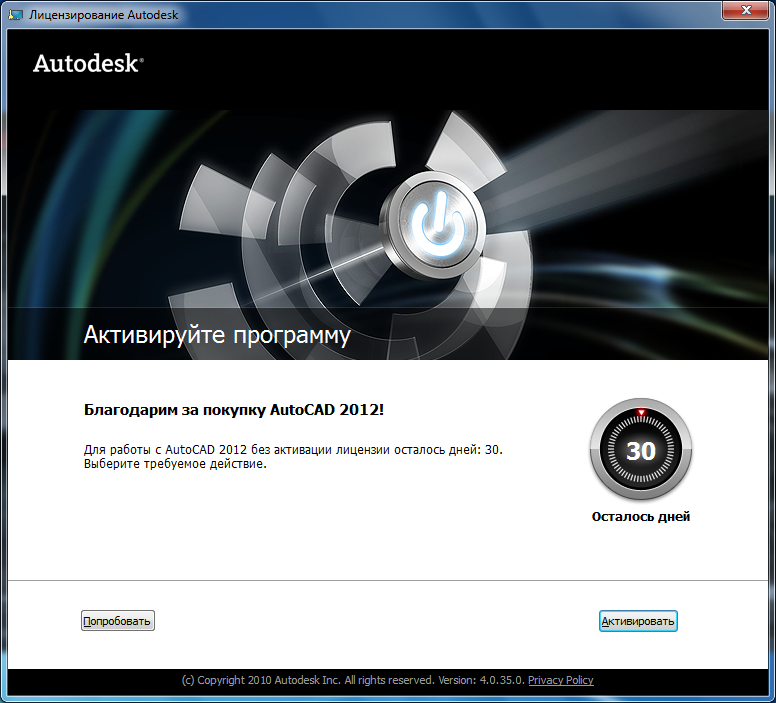 Лицензирование Autodesk
Autodesk®
Активируйте программу
Благодарим за покупку AutoCAD 2012!
Для работы с AutoCAD 2012 без активации лицензии осталось дней: 30.
Выберите требуемое действие.
30
Осталось дней
Попробовать
Активировать
(c) Copyright 2010 Autodesk Inc. All rights reserved. Version: 4.0.35.0. Privacy Policy